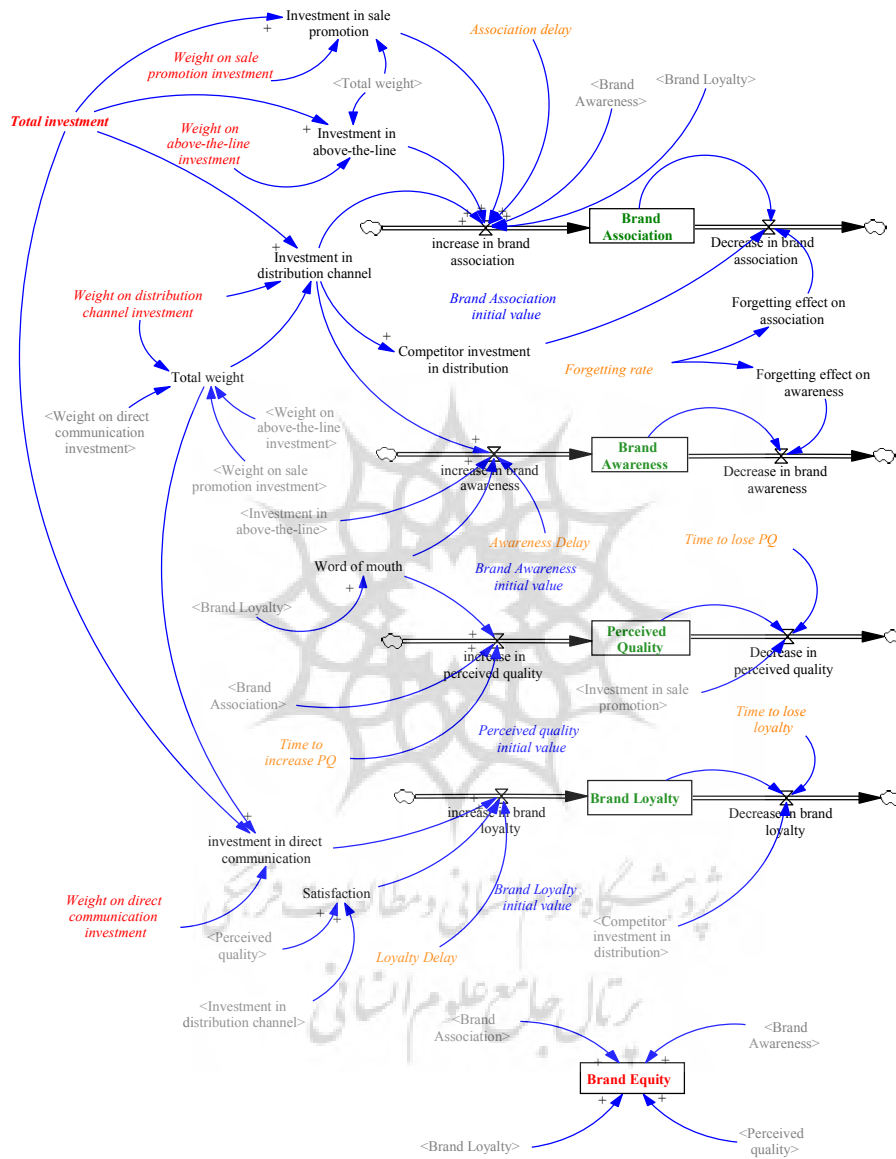 Investment in sale
promotion
Association delay
Weight on sale
promotion investment
<Total weight>
<Brand
Awareness>
<Brand Loyalty>
Total investment
Weight on
above-the-line
investment
Investment in
above-the-line
Brand
Association
increase in brand
association
Decrease in brand
association
Investment in
distribution channel
Weight on distribution
channel investment
Brand Association
initial value
Forgetting effect on
association
Competitor investment
in distribution
Forgetting rate
Forgetting effect on
awareness
Total weight
<Weight on direct
communication
investment>
<Weight on
above-the-line
investment>
<Weight on sale
promotion investment>
Brand
Awareness
increase in brand
awareness
Decrease in brand
awareness
<Investment in
above-the-line>
Awareness Delay
Time to lose PQ
Word of mouth
Brand Awareness
initial value
<Brand Loyalty>
Perceived
Quality
increase in
perceived quality
Decrease in
perceived quality
<Brand
Association>
<Investment in sale
promotion>
Time to
increase PQ
Perceived quality
initial value
Time to lose
loyalty
Brand Loyalty
increase in brand
loyalty
Decrease in brand
loyalty
investment in direct
communication
Weight on direct
communication
investment
Satisfaction
Brand Loyalty
initial value
<Perceived
quality>
Loyalty Delay
<Competitor
investment in
distribution>
<Investment in
distribution channel>
پژوهشگاه علوم انسانی و مطالعات فرهنگی
پرتال جامع علوم انسانی
<Brand
Association>
<Brand
Awareness>
Brand Equity
<Brand Loyalty>
<Perceived
quality>